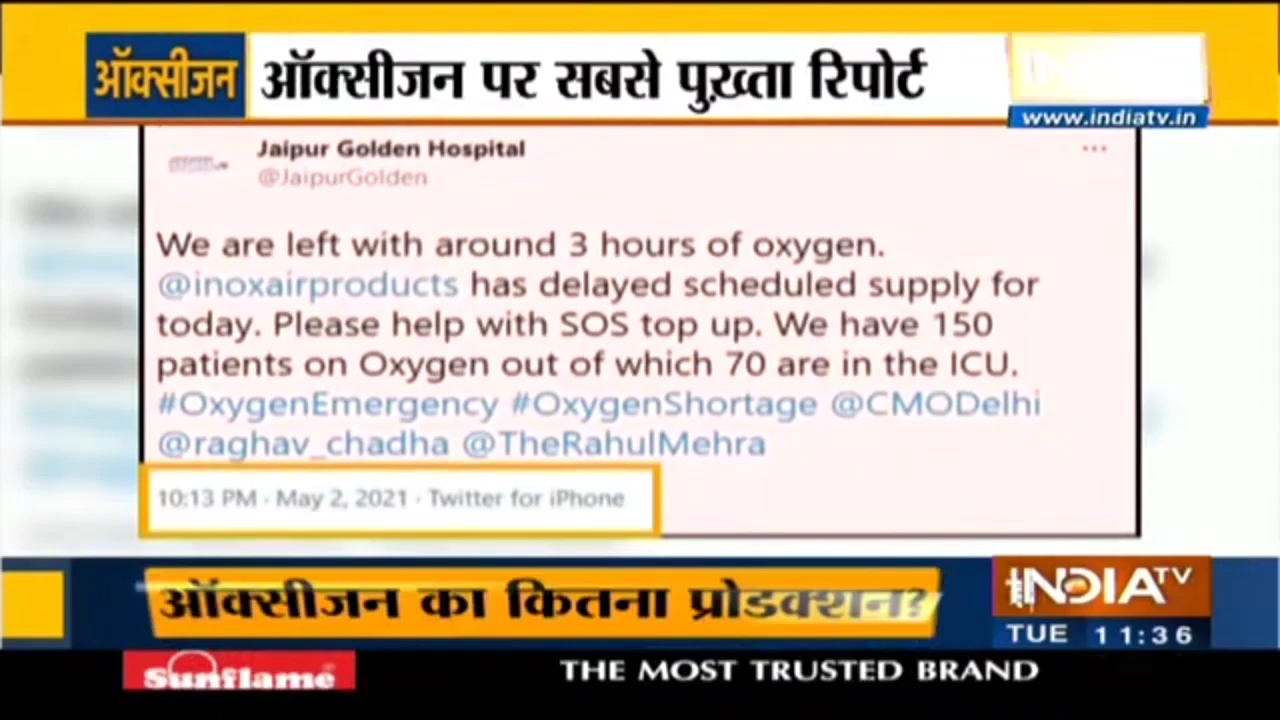 ऑक्सीजन
ऑक्सीजन पर सबसे पुख़्ता रिपोर्ट
www.indiatv.in
Jaipur Golden Hospital
@JaipurGolden
We are left with around 3 hours of oxygen.
@inoxairproducts has delayed scheduled supply for
today. Please help with SOS top up. We have 150
patients on Oxygen out of which 70 are in the ICU.
#OxygenEmergency #OxygenShortage @CMODelhi
@raghav_chadha @TheRahulMehra
10:13 PM · May 2, 2021 · Twitter for iPhone
ऑक्सीजन का कितना प्रोडक्शन?
INDIA TV
TUE 11:36
Sunflame
THE MOST TRUSTED BRAND